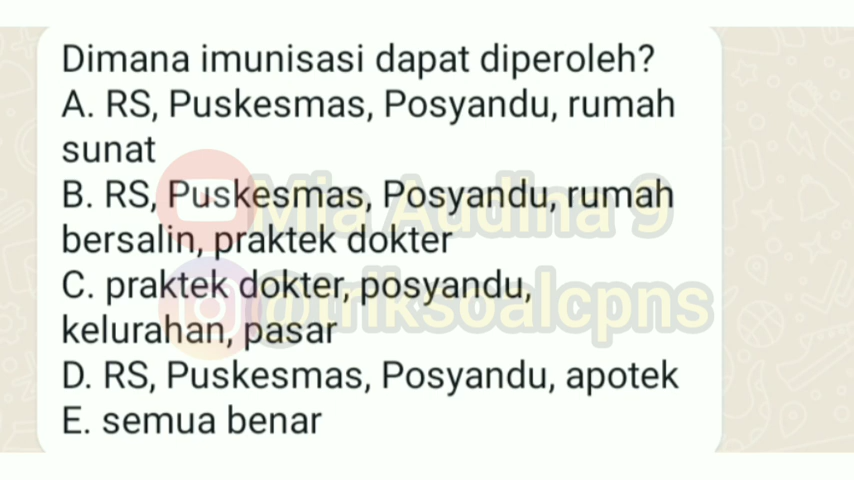 Dimana imunisasi dapat diperoleh?
A. RS, Puskesmas, Posyandu, rumah
sunat
B. RS, Puskesmas, Posyandu, rumah
bersalin, praktek dokter
C. praktek dokter, posyandu,
kelurahan, pasar
D. RS, Puskesmas, Posyandu, apotek
E. semua benar
Mia Audina 9
@triksoalcpns